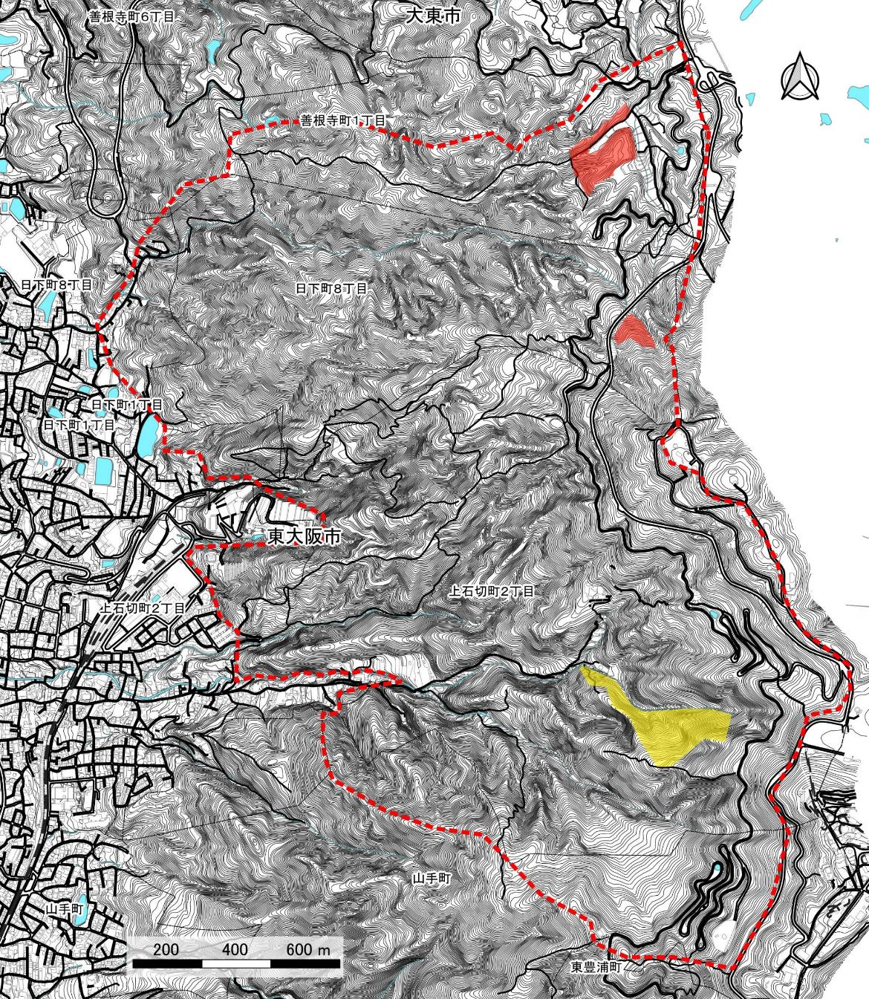 善根寺町6丁目
大東市
善根寺町1丁目
日下町8丁目
日下町8丁目
日下町1丁目
日下町1丁目
東大阪市
上石切町2丁目
上石切町2丁目
山手町
山手町
200 400 600 m
東豊浦町